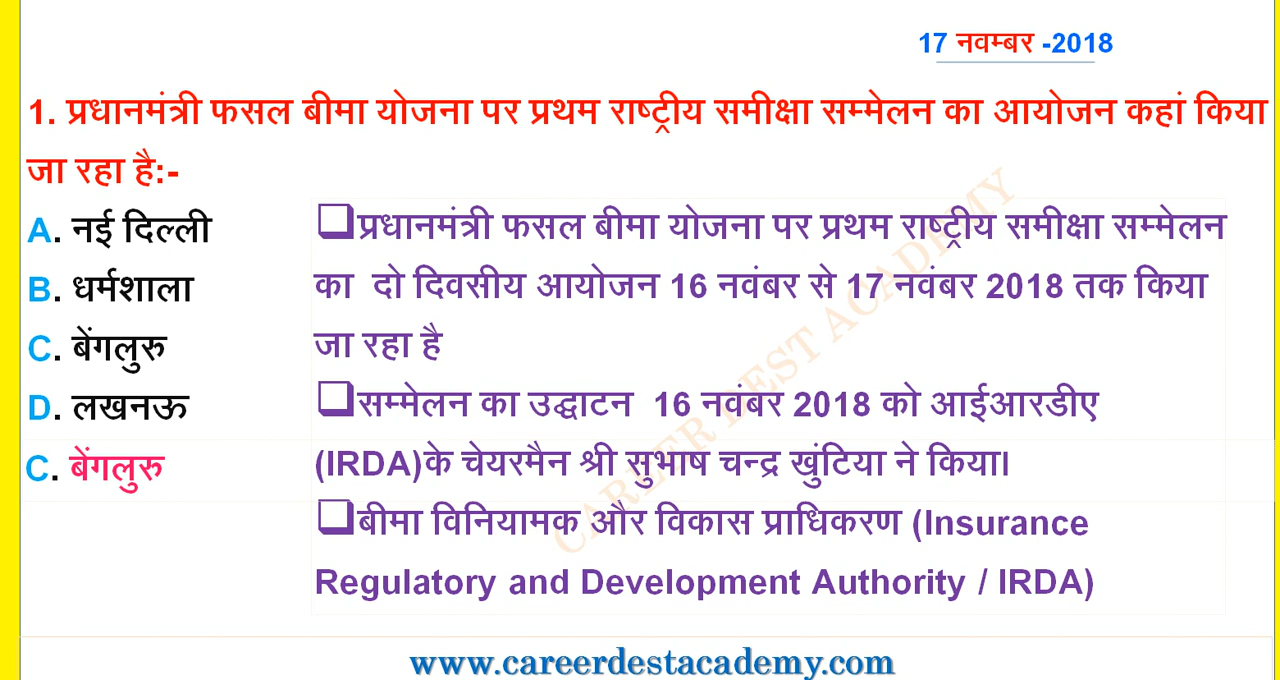 17 नवम्बर -2018
1. प्रधानमंत्री फसल बीमा योजना पर प्रथम राष्ट्रीय समीक्षा सम्मेलन का आयोजन कहां किया
जा रहा है:-
A. नई दिल्ली
B. धर्मशाला
C. बेंगलुरु
D. लखनऊ
C. बेंगलुरु
❑प्रधानमंत्री फसल बीमा योजना पर प्रथम राष्ट्रीय समीक्षा सम्मेलन
का दो दिवसीय आयोजन 16 नवंबर से 17 नवंबर 2018 तक किया
जा रहा है
❑सम्मेलन का उद्घाटन 16 नवंबर 2018 को आईआरडीए
(IRDA)के चेयरमैन श्री सुभाष चन्द्र खुंटिया ने किया।
❑बीमा विनियामक और विकास प्राधिकरण (Insurance
Regulatory and Development Authority / IRDA)
CAREER DEST ACADEMY
www.careerdestacademy.com